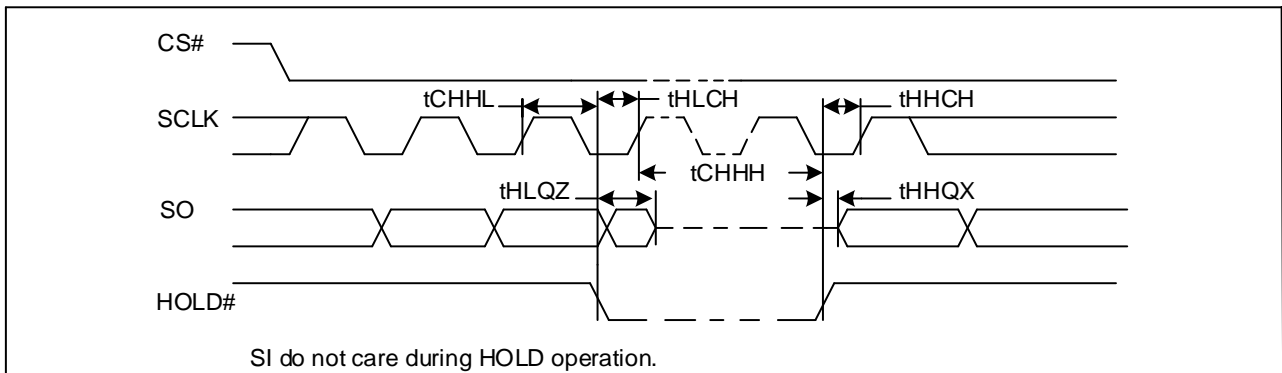 CS#
tCHHL
tHLCH
tHHCH
SCLK
tCHHH
tHLQZ
tHHQX
SO
HOLD#
SI do not care during HOLD operation.